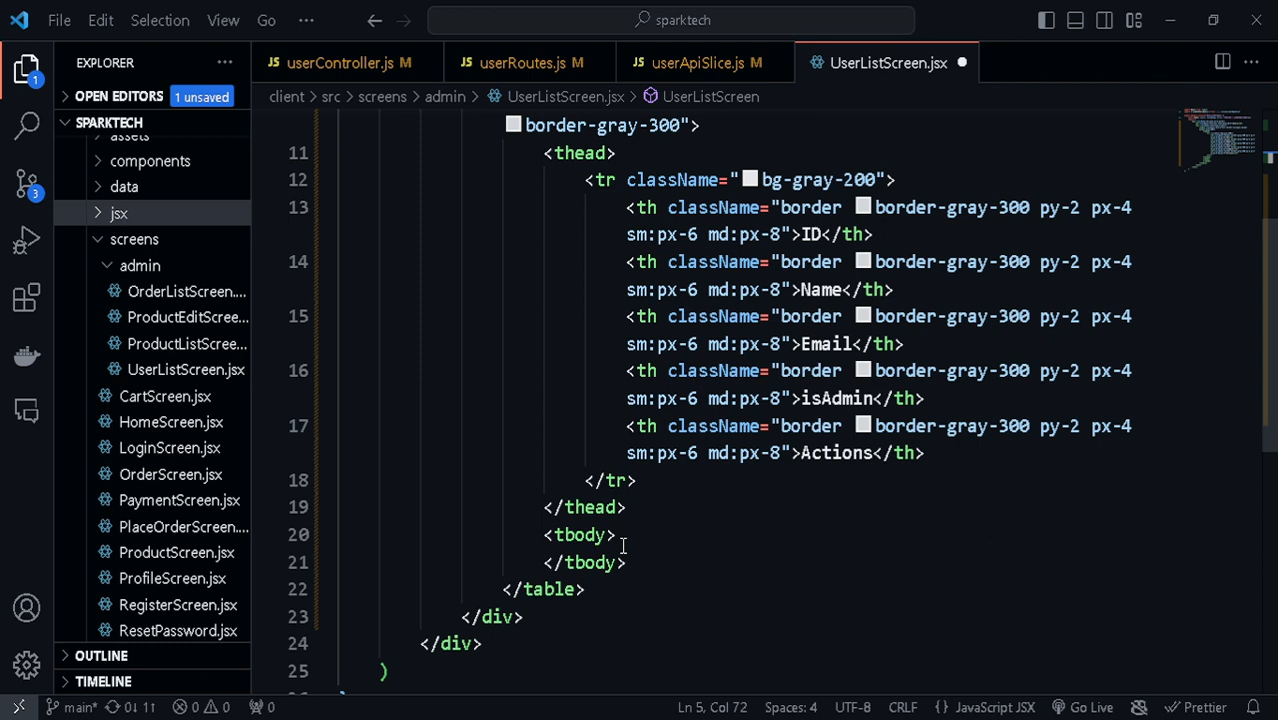 File Edit Selection View Go ··· sparktech
EXPLORER ···
OPEN EDITORS 1 unsaved
SPARKTECH
assets
components
data
jsx
screens
admin
OrderListScreen....
ProductEditScree...
ProductListScree...
UserListScreen.jsx
CartScreen.jsx
HomeScreen.jsx
LoginScreen.jsx
OrderScreen.jsx
PaymentScreen.jsx
PlaceOrderScreen.jsx
ProductScreen.jsx
ProfileScreen.jsx
RegisterScreen.jsx
ResetPassword.jsx
OUTLINE
TIMELINE
1
3
JS userController.js M JS userRoutes.js M JS userApiSlice.js M UserListScreen.jsx
client > src > screens > admin > UserListScreen.jsx > UserListScreen
border-gray-300">
11 <thead>
12 <tr className="bg-gray-200">
13 <th className="border border-gray-300 py-2 px-4
sm:px-6 md:px-8">ID</th>
14 <th className="border border-gray-300 py-2 px-4
sm:px-6 md:px-8">Name</th>
15 <th className="border border-gray-300 py-2 px-4
sm:px-6 md:px-8">Email</th>
16 <th className="border border-gray-300 py-2 px-4
sm:px-6 md:px-8">isAdmin</th>
17 <th className="border border-gray-300 py-2 px-4
sm:px-6 md:px-8">Actions</th>
18 </tr>
19 </thead>
20 <tbody>
21 </tbody>
22 </table>
23 </div>
24 </div>
25 )
main* 0↓ 1↑ 0 0 0 Ln 5, Col 72 Spaces: 4 UTF-8 CRLF {} JavaScript JSX Go Live Prettier